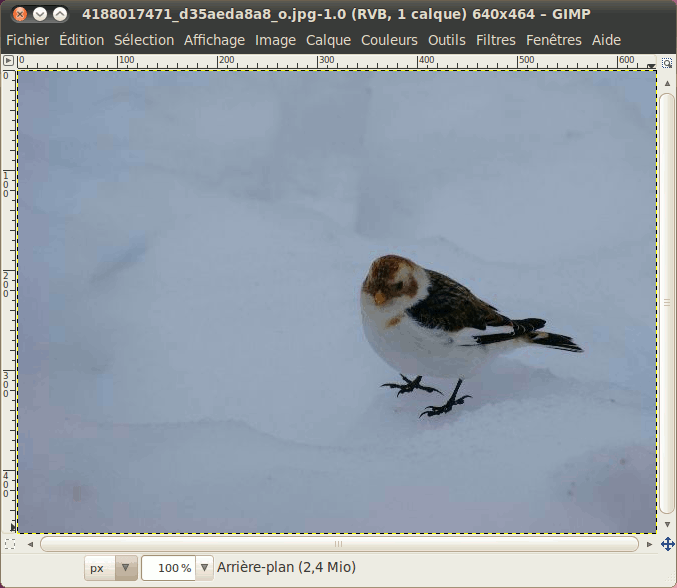 4188017471_d35aeda8a8_o.jpg-1.0 (RVB, 1 calque) 640x464 – GIMP
Fichier Édition Sélection Affichage Image Calque Couleurs Outils Filtres Fenêtres Aide
0 100 200 300 400 500 600
0
100
200
300
400
px 100 % Arrière-plan (2,4 Mio)